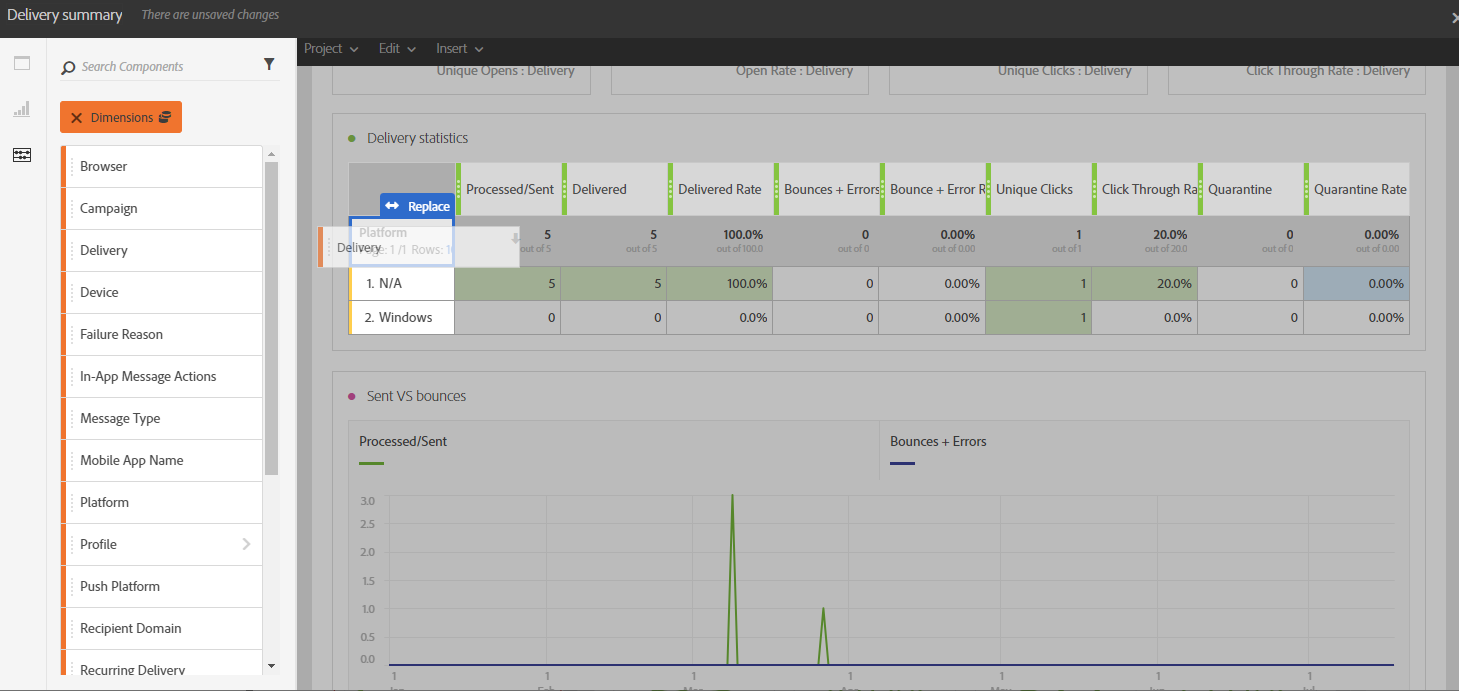 Delivery summary There are unsaved changes
Project Edit Insert
Search Components
Dimensions
Browser
Campaign
Delivery
Device
Failure Reason
In-App Message Actions
Message Type
Mobile App Name
Platform
Profile
Push Platform
Recipient Domain
Recurring Delivery
Unique Opens : Delivery Open Rate : Delivery Unique Clicks : Delivery Click Through Rate : Delivery
Delivery statistics
Processed/Sent Delivered Delivered Rate Bounces + Errors Bounce + Error R Unique Clicks Click Through Ra Quarantine Quarantine Rate
Replace
Platform 5 5 100.0% 0 0.00% 1 20.0% 0 0.00%
Delivery
Page: 1 /1 Rows: 1 out of 5 out of 5 out of 100.0 out of 0 out of 0.00 out of 1 out of 20.0 out of 0 out of 0.00
1. N/A 5 5 100.0% 0 0.00% 1 20.0% 0 0.00%
2. Windows 0 0 0.0% 0 0.00% 1 0.0% 0 0.00%
Sent VS bounces
Processed/Sent Bounces + Errors
3.0
2.5
2.0
1.5
1.0
0.5
0.0
1 1 1 1 1 1 1
Jan Feb Mar Apr May Jun Jul